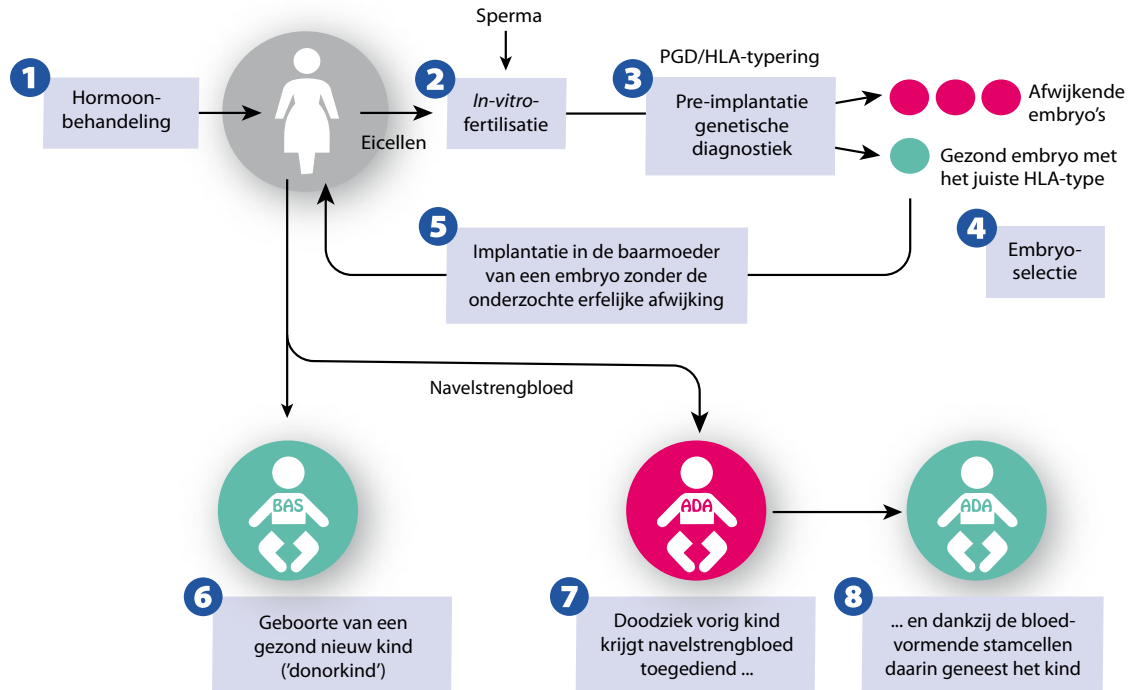 Sperma
1
Hormoon-
behandeling
Eicellen
2
In-vitro-
fertilisatie
PGD/HLA-typering
3
Pre-implantatie
genetische
diagnostiek
Afwijkende
embryo's
Gezond embryo met
het juiste HLA-type
4
Embryo-
selectie
5
Implantatie in de baarmoeder
van een embryo zonder de
onderzochte erfelijke afwijking
Navelstrengbloed
BAS
6
Geboorte van een
gezond nieuw kind
('donorkind')
ADA
7
Doodziek vorig kind
krijgt navelstrengbloed
toegediend ...
ADA
8
... en dankzij de bloed-
vormende stamcellen
daarin geneest het kind